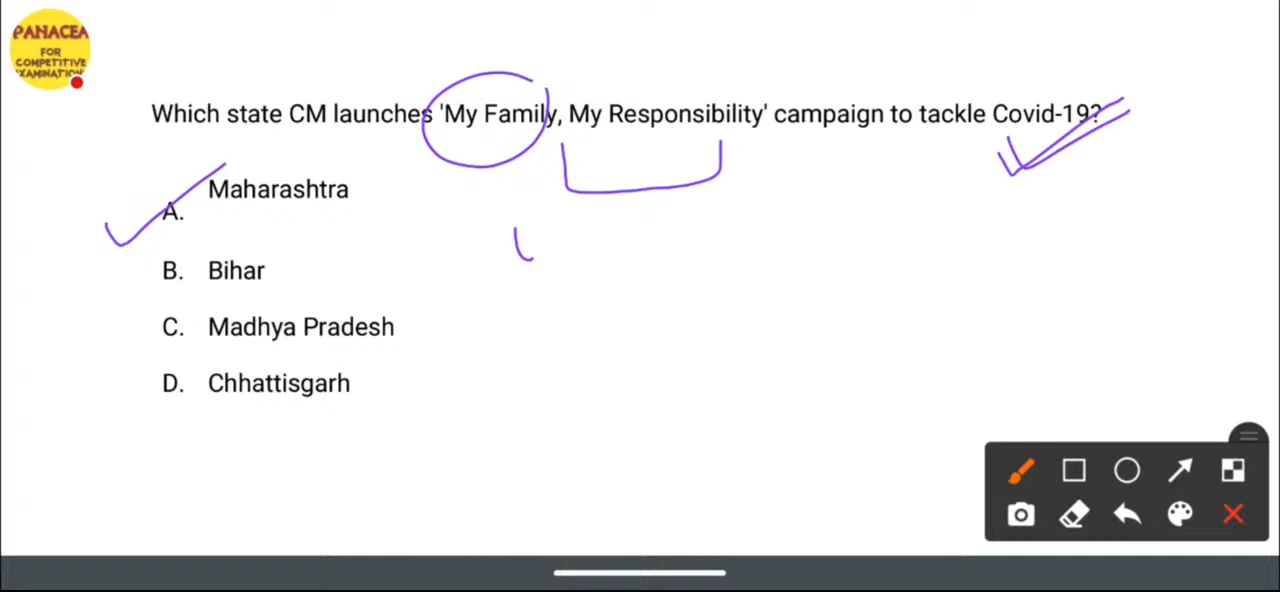 PANACEA
FOR
COMPETITIVE
EXAMINATION
Which state CM launches 'My Family, My Responsibility' campaign to tackle Covid-19?
A. Maharashtra
B. Bihar
C. Madhya Pradesh
D. Chhattisgarh